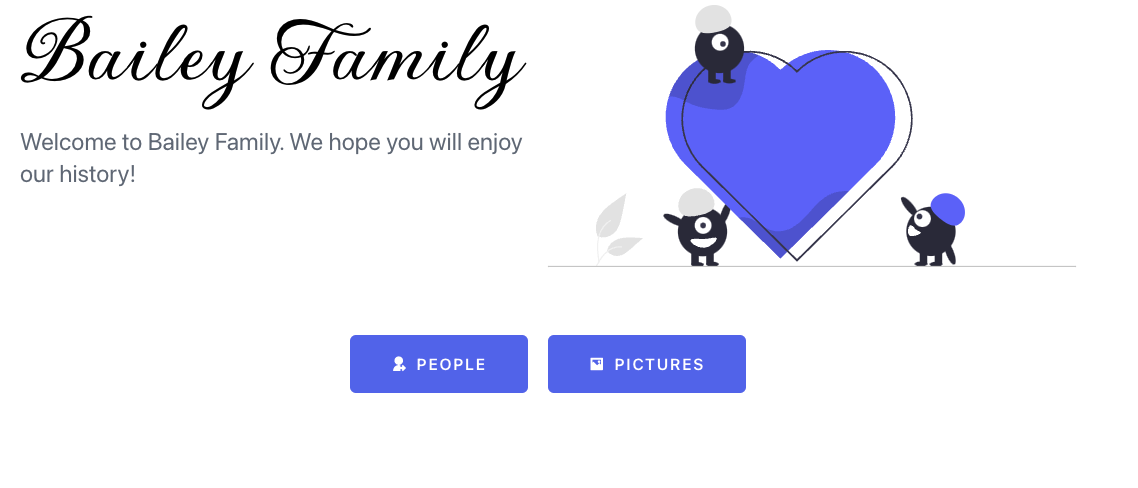 Bailey Family
Welcome to Bailey Family. We hope you will enjoy
our history!
PEOPLE
PICTURES